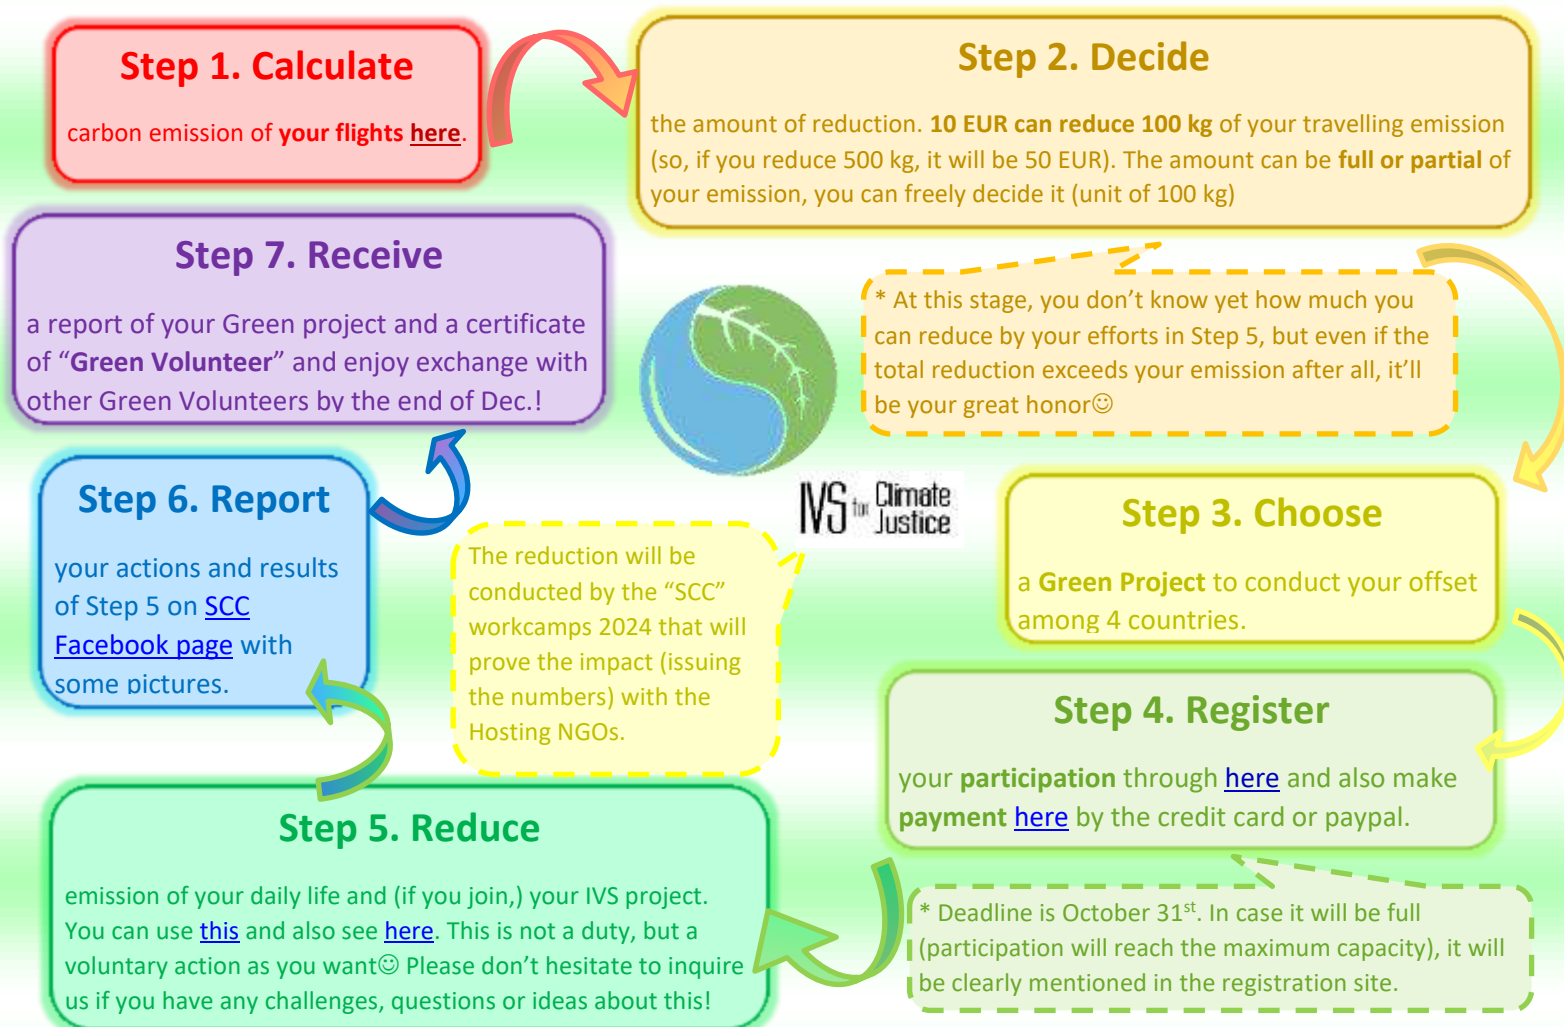 Step 1. Calculate
carbon emission of your flights here.
Step 2. Decide
the amount of reduction. 10 EUR can reduce 100 kg of your travelling emission
(so, if you reduce 500 kg, it will be 50 EUR). The amount can be full or partial of
your emission, you can freely decide it (unit of 100 kg)
* At this stage, you don’t know yet how much you
can reduce by your efforts in Step 5, but even if the
total reduction exceeds your emission after all, it’ll
be your great honor☺
Step 3. Choose
a Green Project to conduct your offset
among 4 countries.
The reduction will be
conducted by the “SCC”
workcamps 2024 that will
prove the impact (issuing
the numbers) with the
Hosting NGOs.
IVS for Climate
Justice
Step 4. Register
your participation through here and also make
payment here by the credit card or paypal.
* Deadline is October 31st. In case it will be full
(participation will reach the maximum capacity), it will
be clearly mentioned in the registration site.
Step 5. Reduce
emission of your daily life and (if you join,) your IVS project.
You can use this and also see here. This is not a duty, but a
voluntary action as you want☺ Please don’t hesitate to inquire
us if you have any challenges, questions or ideas about this!
Step 6. Report
your actions and results
of Step 5 on SCC
Facebook page with
some pictures.
Step 7. Receive
a report of your Green project and a certificate
of “Green Volunteer” and enjoy exchange with
other Green Volunteers by the end of Dec.!